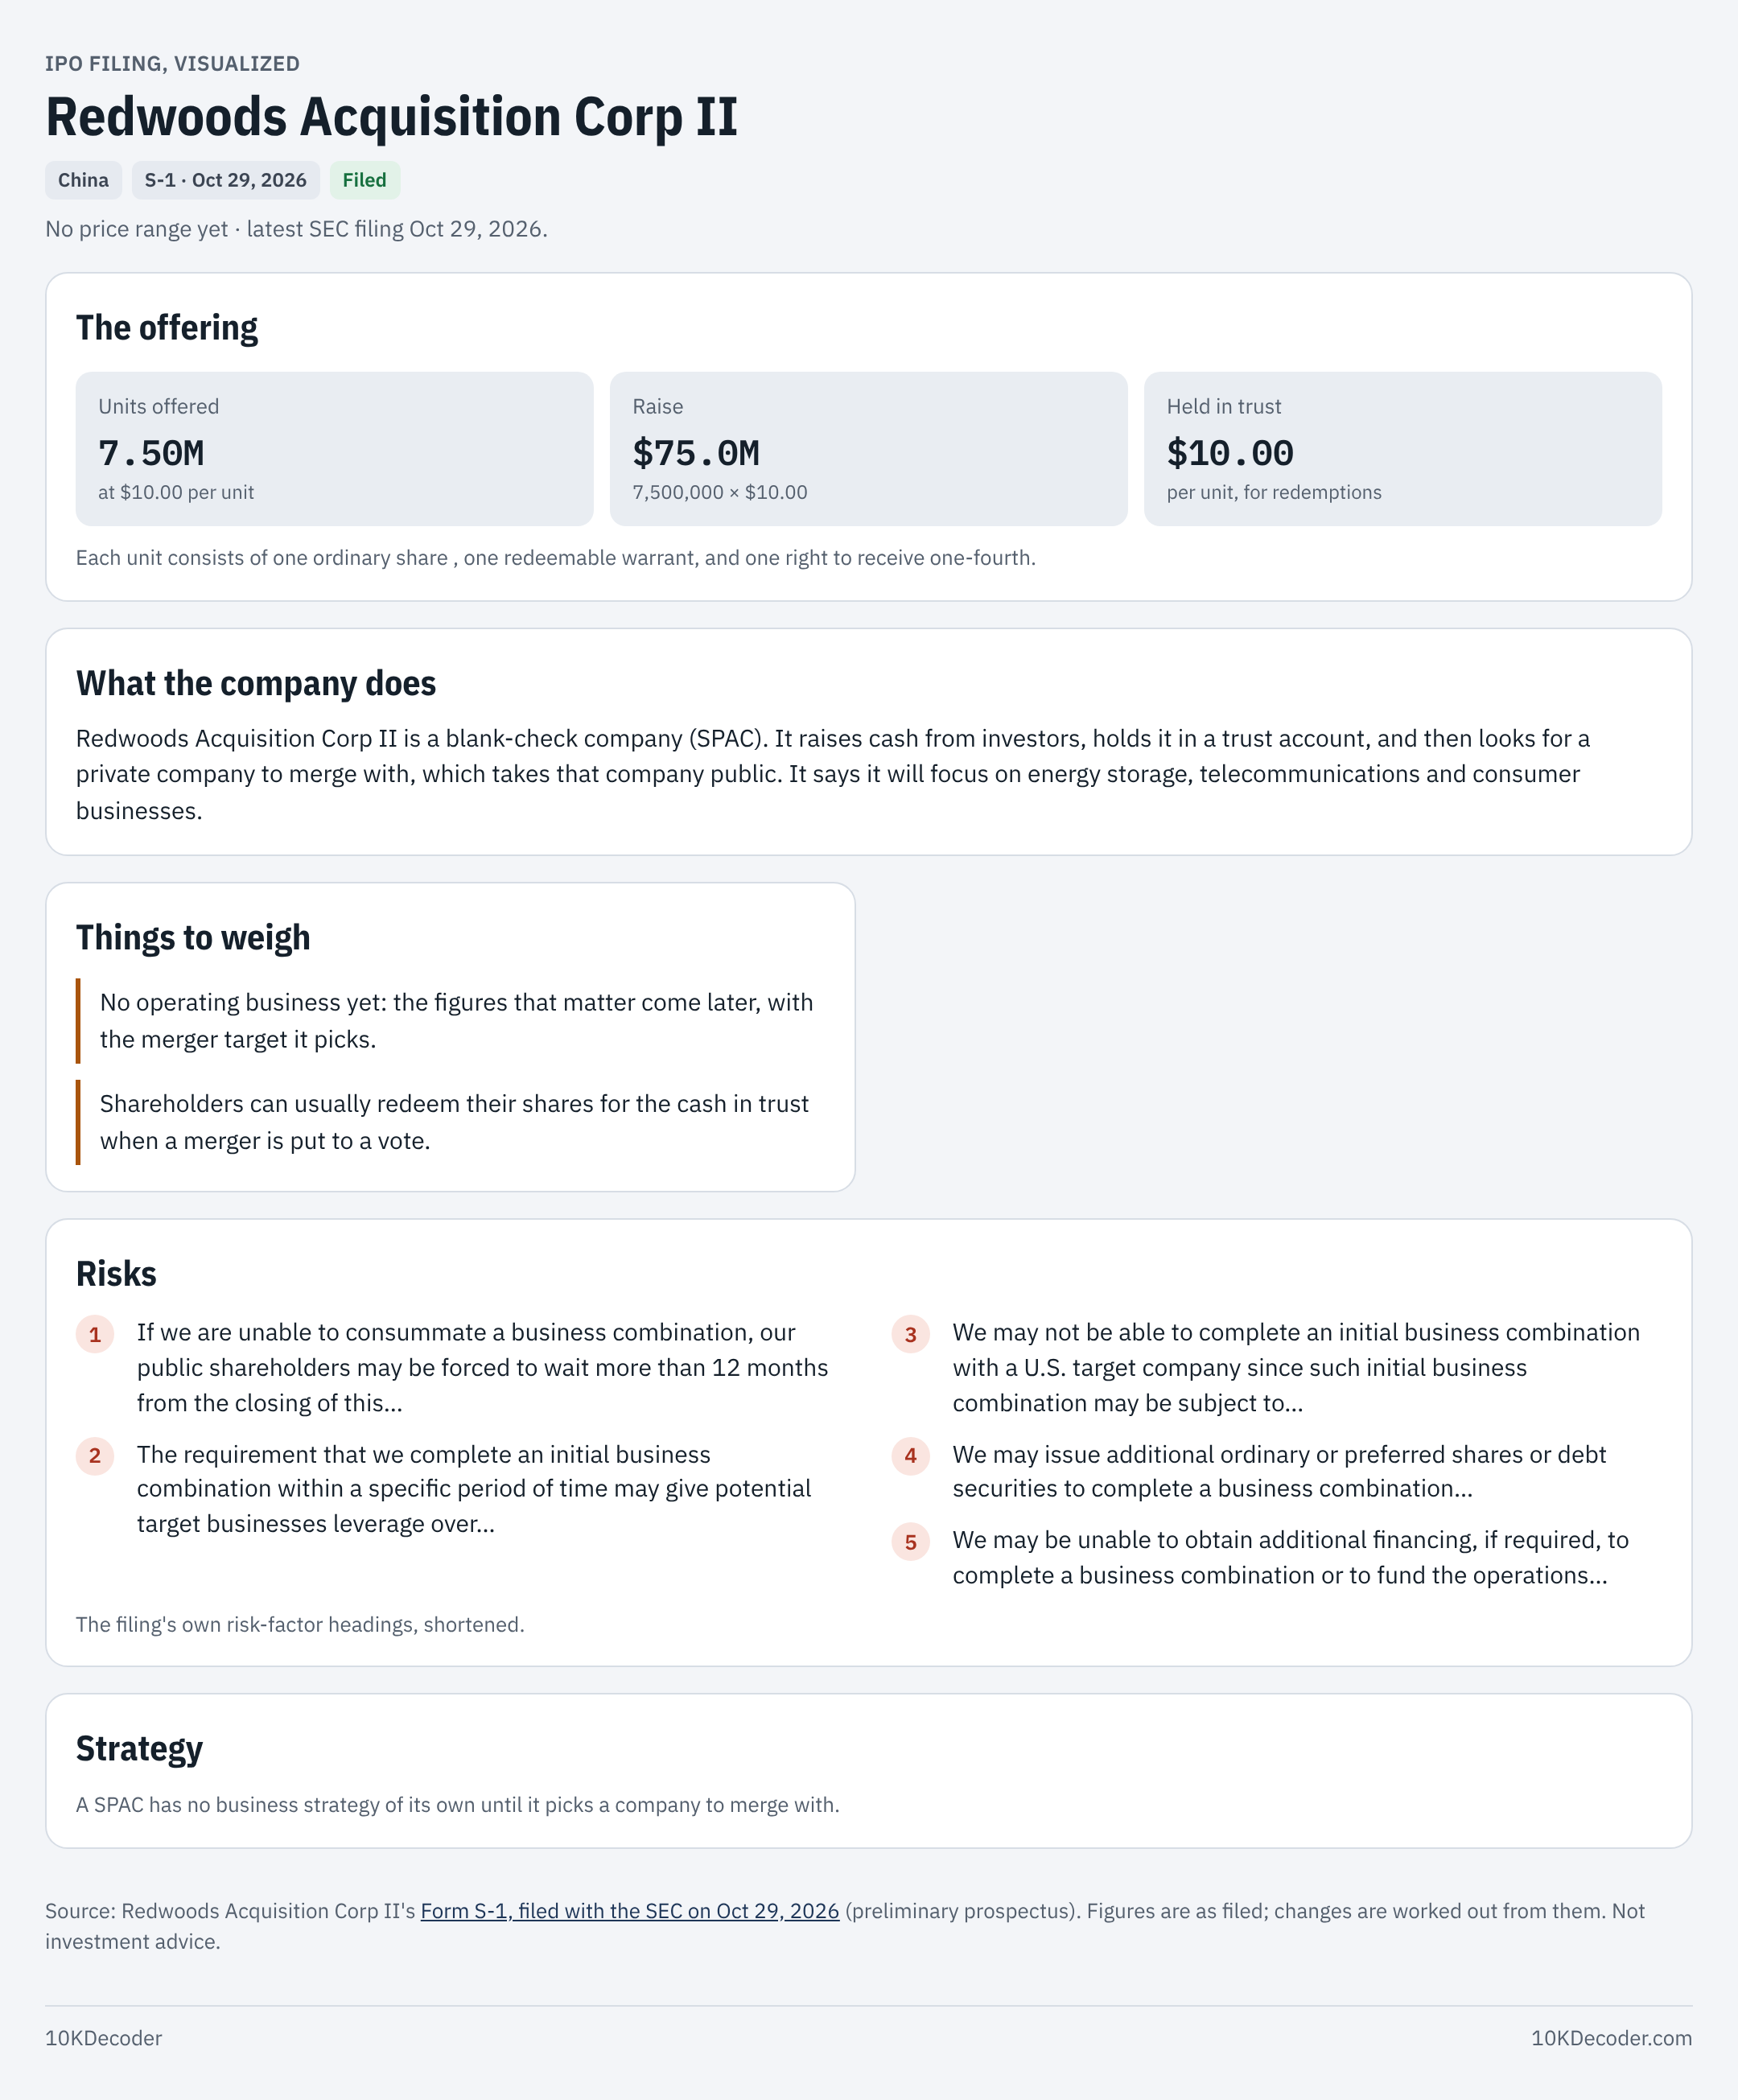 IPO FILING, VISUALIZED
Redwoods Acquisition Corp II
China
S-1 · Oct 29, 2026
Filed
No price range yet · latest SEC filing Oct 29, 2026.
The offering
Units offered
7.50M
at $10.00 per unit
Raise
$75.0M
7,500,000 × $10.00
Held in trust
$10.00
per unit, for redemptions
Each unit consists of one ordinary share , one redeemable warrant, and one right to receive one-fourth.
What the company does
Redwoods Acquisition Corp II is a blank-check company (SPAC). It raises cash from investors, holds it in a trust account, and then looks for a
private company to merge with, which takes that company public. It says it will focus on energy storage, telecommunications and consumer
businesses.
Things to weigh
No operating business yet: the figures that matter come later, with
the merger target it picks.
Shareholders can usually redeem their shares for the cash in trust
when a merger is put to a vote.
Risks
1 If we are unable to consummate a business combination, our
public shareholders may be forced to wait more than 12 months
from the closing of this...
2 The requirement that we complete an initial business
combination within a specific period of time may give potential
target businesses leverage over...
3 We may not be able to complete an initial business combination
with a U.S. target company since such initial business
combination may be subject to...
4 We may issue additional ordinary or preferred shares or debt
securities to complete a business combination...
5 We may be unable to obtain additional financing, if required, to
complete a business combination or to fund the operations...
The filing's own risk-factor headings, shortened.
Strategy
A SPAC has no business strategy of its own until it picks a company to merge with.
Source: Redwoods Acquisition Corp II's Form S-1, filed with the SEC on Oct 29, 2026 (preliminary prospectus). Figures are as filed; changes are worked out from them. Not
investment advice.
10KDecoder
10KDecoder.com